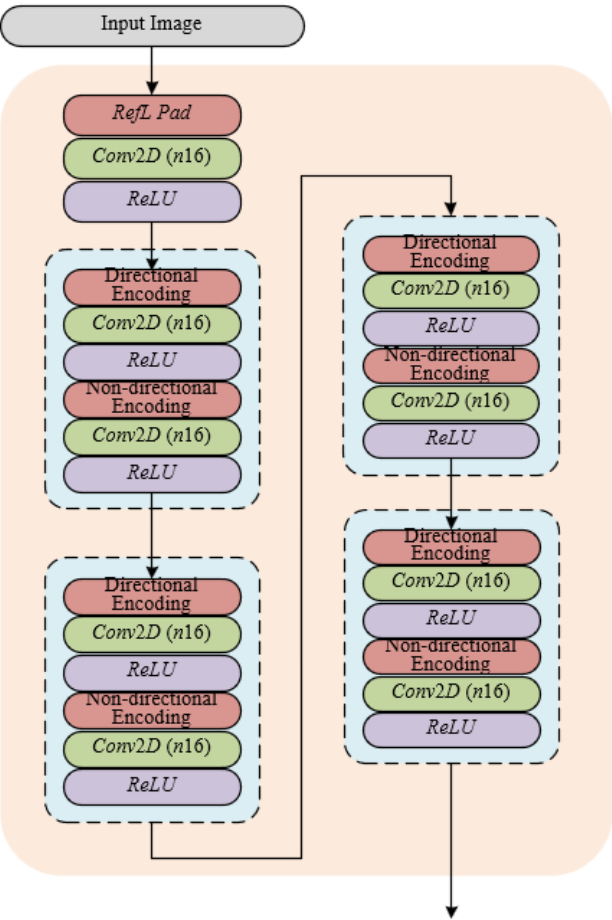 Input Image
RefL Pad
Conv2D (n16)
ReLU
Directional
Encoding
Conv2D (n16)
ReLU
Non-directional
Encoding
Conv2D (n16)
ReLU
Directional
Encoding
Conv2D (n16)
ReLU
Non-directional
Encoding
Conv2D (n16)
ReLU
Directional
Encoding
Conv2D (n16)
ReLU
Non-directional
Encoding
Conv2D (n16)
ReLU
Directional
Encoding
Conv2D (n16)
ReLU
Non-directional
Encoding
Conv2D (n16)
ReLU